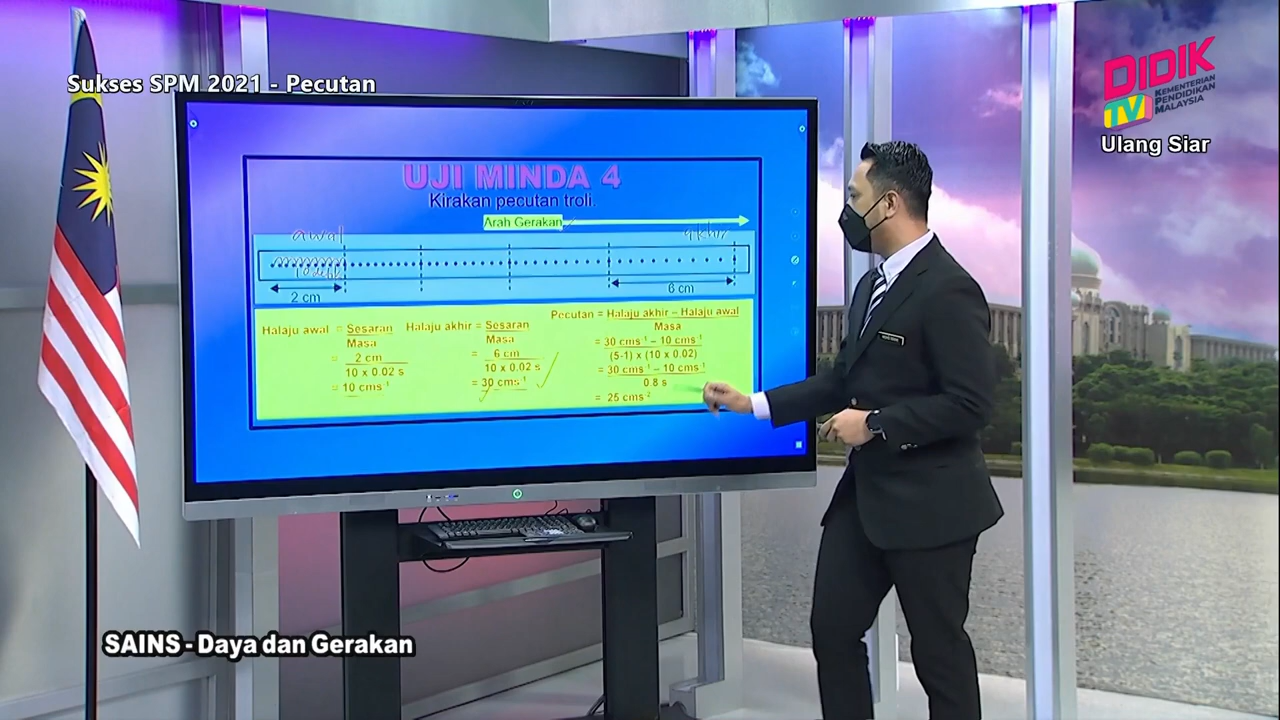 Sukses SPM 2021 - Pecutan
DIDIK
TV
KEMENTERIAN
PENDIDIKAN
MALAYSIA
Ulang Siar
UJI MINDA 4
Kirakan pecutan troli.
Arah Gerakan
awal
akhir
2 cm
6 cm
Halaju awal = Sesaran
Masa
= 2 cm
10 x 0.02 s
= 10 cms⁻¹
Halaju akhir = Sesaran
Masa
= 6 cm
10 x 0.02 s
= 30 cms⁻¹
Pecutan = Halaju akhir – Halaju awal
Masa
= 30 cms⁻¹ – 10 cms⁻¹
(5-1) x (10 x 0.02)
= 30 cms⁻¹ – 10 cms⁻¹
0.8 s
= 25 cms⁻²
SAINS - Daya dan Gerakan